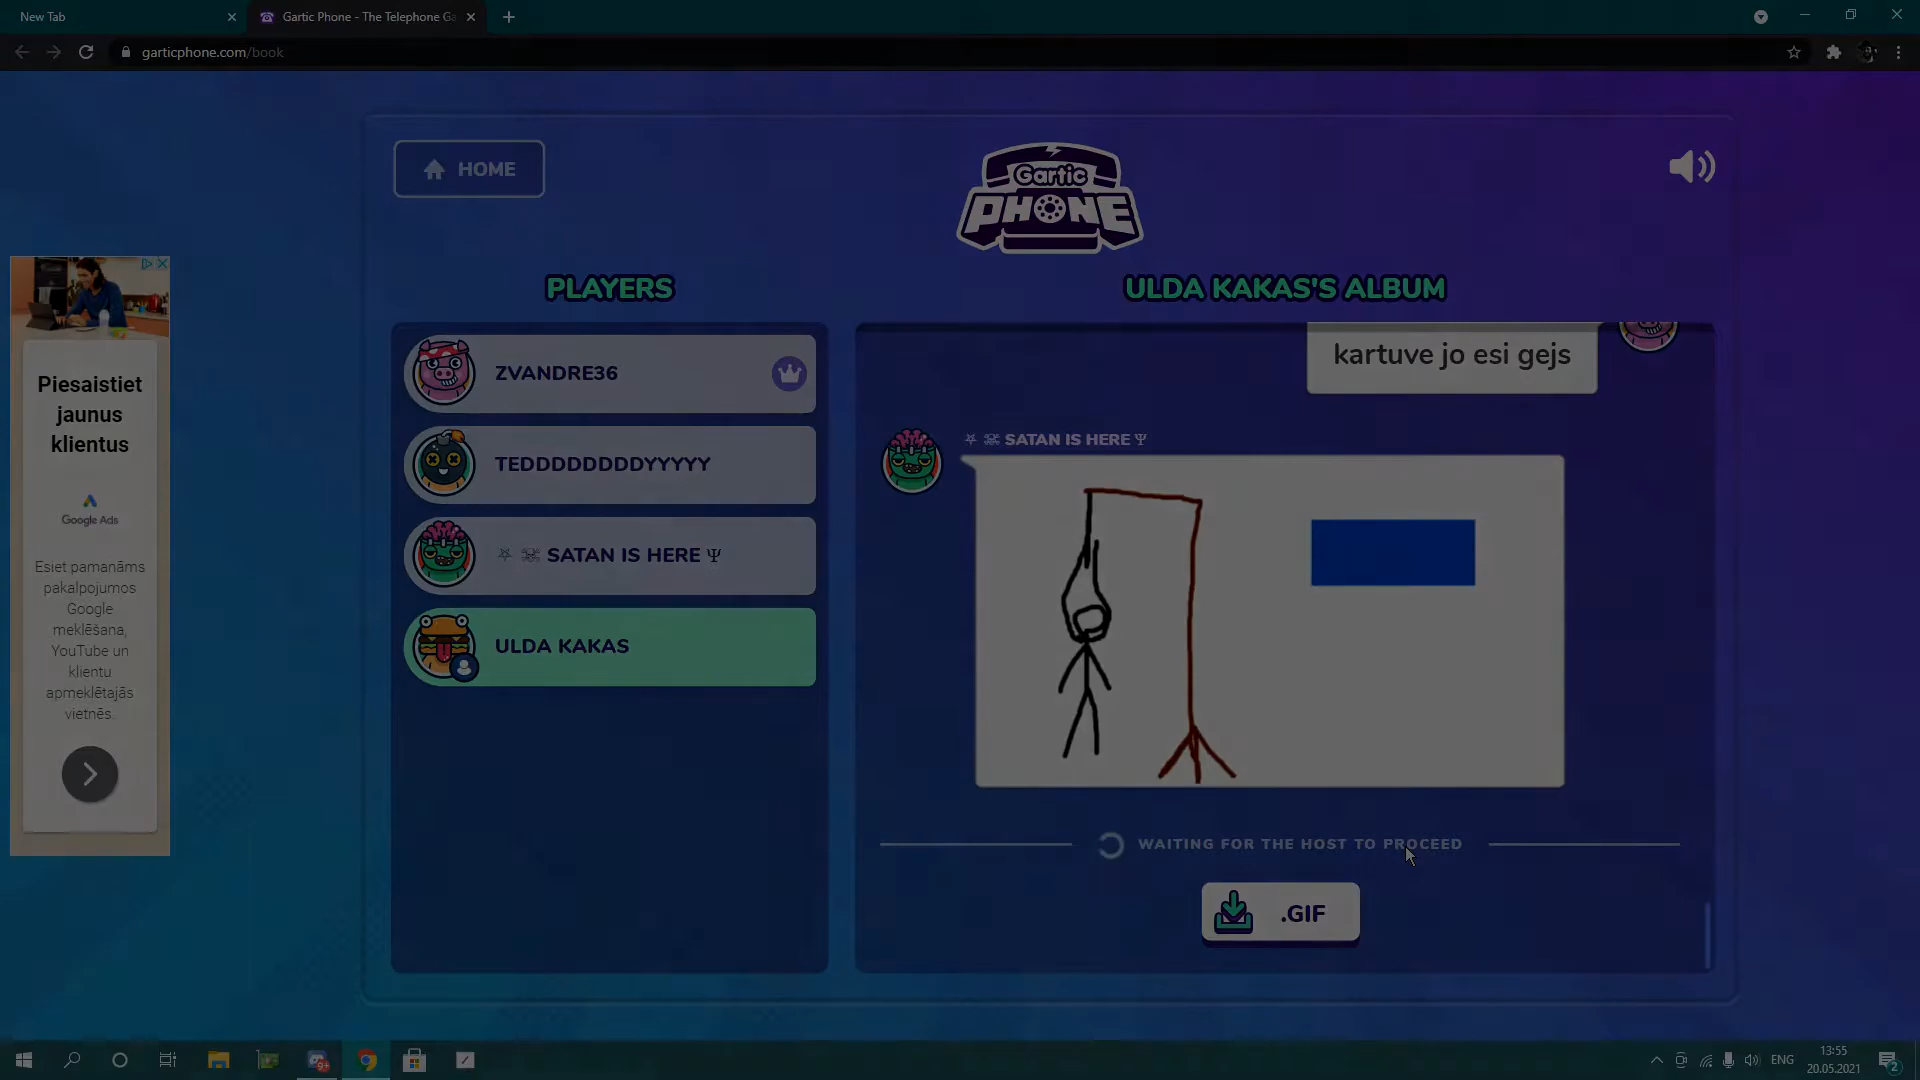 New Tab
Gartic Phone - The Telephone Ga
garticphone.com/book
HOME
Gartic
PHONE
PLAYERS
ULDA KAKAS'S ALBUM
ZVANDRE36
TEDDDDDDDDYYYYY
⛧ ☠ SATAN IS HERE Ψ
ULDA KAKAS
kartuve jo esi gejs
⛧ ☠ SATAN IS HERE Ψ
WAITING FOR THE HOST TO PROCEED
.GIF
Piesaistiet
jaunus
klientus
Google Ads
Esiet pamanāms
pakalpojumos
Google
meklēšana,
YouTube un
klientu
apmeklētajās
vietnēs.
9+
ENG
13:55
20.05.2021
2